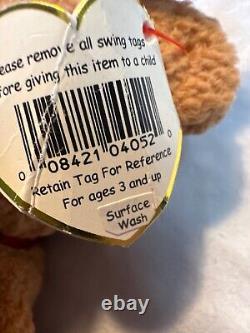 ease remove all swing tags
fore giving this item to a child
0 08421 04052 0
Retain Tag For Reference
For ages 3 and up
Surface
Wash
ebay